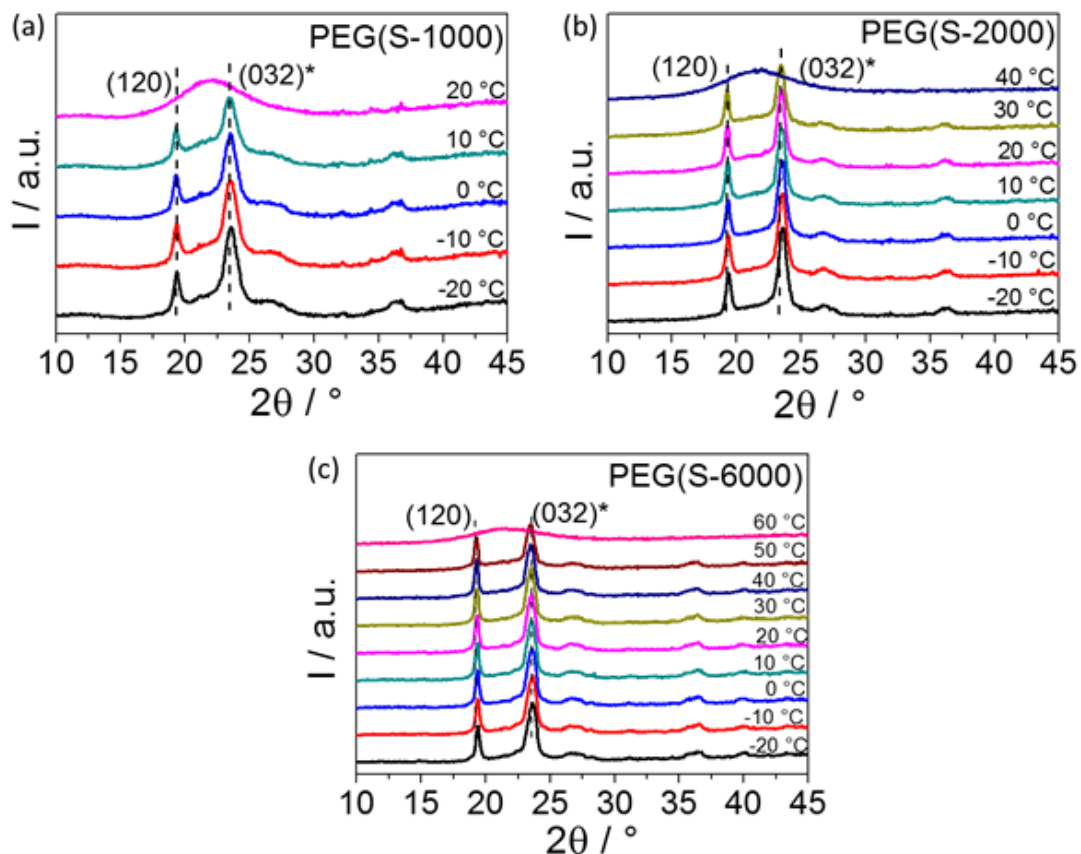 (a)
PEG(S-1000)
(120)
(032)*
20 °C
10 °C
0 °C
-10 °C
-20 °C
I / a.u.
10 15 20 25 30 35 40 45
2θ / °
(b)
PEG(S-2000)
(120)
(032)*
40 °C
30 °C
20 °C
10 °C
0 °C
-10 °C
-20 °C
I / a.u.
10 15 20 25 30 35 40 45
2θ / °
(c)
PEG(S-6000)
(120)
(032)*
60 °C
50 °C
40 °C
30 °C
20 °C
10 °C
0 °C
-10 °C
-20 °C
I / a.u.
10 15 20 25 30 35 40 45
2θ / °